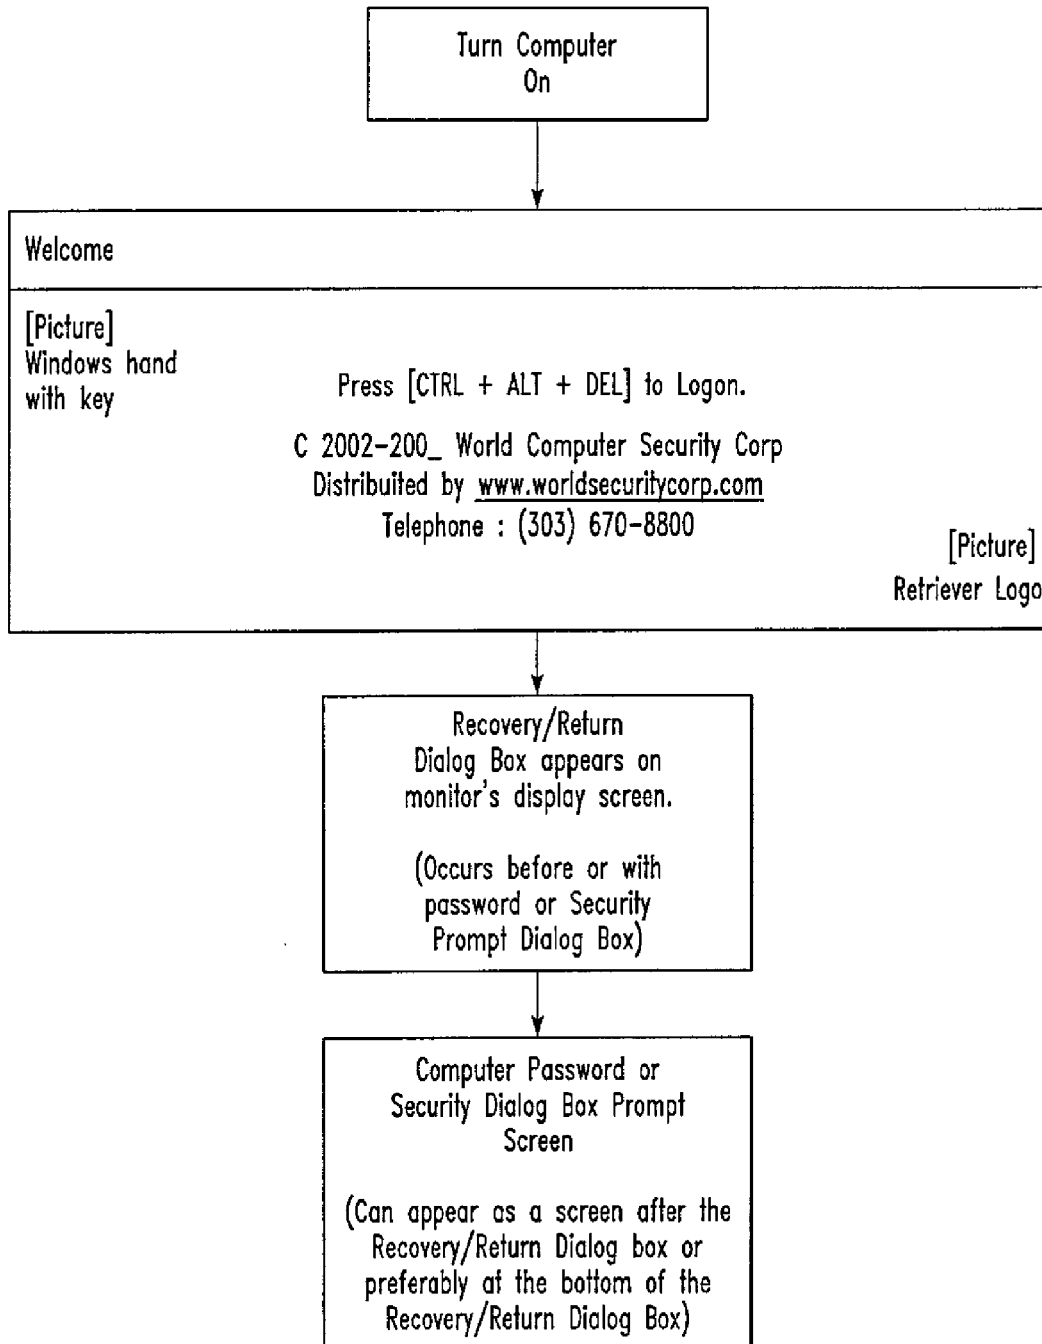 Turn Computer
On
Welcome
[Picture]
Windows hand
with key
Press [CTRL + ALT + DEL] to Logon.
C 2002-200_ World Computer Security Corp
Distribuited by www.worldsecuritycorp.com
Telephone : (303) 670-8800
[Picture]
Retriever Logo
Recovery/Return
Dialog Box appears on
monitor's display screen.
(Occurs before or with
password or Security
Prompt Dialog Box)
Computer Password or
Security Dialog Box Prompt
Screen
(Can appear as a screen after the
Recovery/Return Dialog box or
preferably at the bottom of the
Recovery/Return Dialog Box)